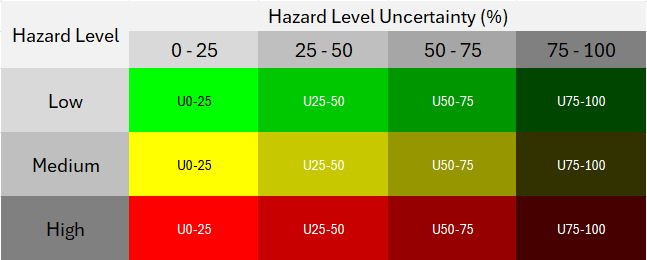 Hazard Level Uncertainty (%)
Hazard Level
0 - 25 25 - 50 50 - 75 75 - 100
Low U0-25 U25-50 U50-75 U75-100
Medium U0-25 U25-50 U50-75 U75-100
High U0-25 U25-50 U50-75 U75-100